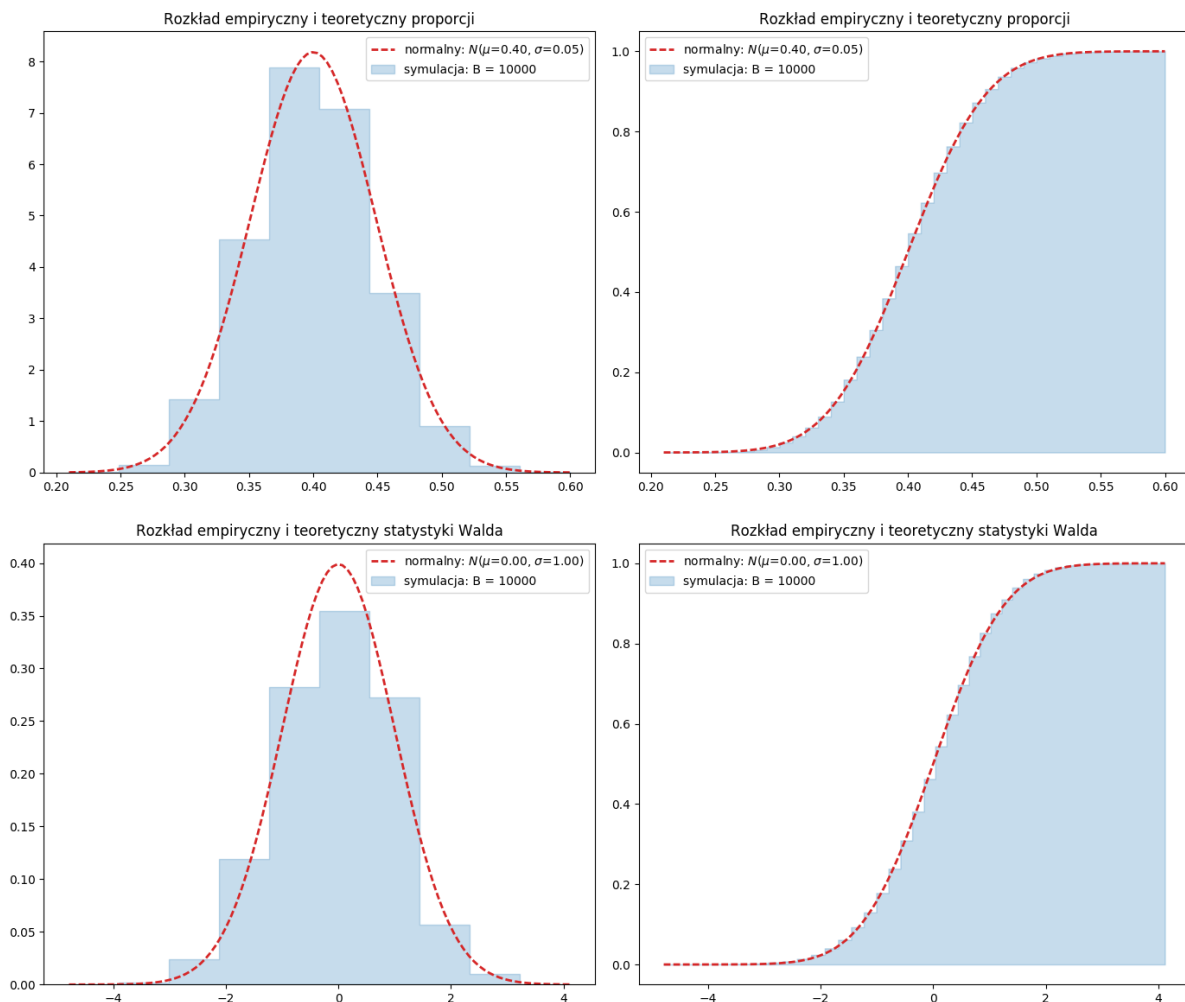 Rozkład empiryczny i teoretyczny proporcji
normalny: N(μ=0.40, σ=0.05)
symulacja: B = 10000
8
7
6
5
4
3
2
1
0
0.20 0.25 0.30 0.35 0.40 0.45 0.50 0.55 0.60
Rozkład empiryczny i teoretyczny proporcji
normalny: N(μ=0.40, σ=0.05)
symulacja: B = 10000
1.0
0.8
0.6
0.4
0.2
0.0
0.20 0.25 0.30 0.35 0.40 0.45 0.50 0.55 0.60
Rozkład empiryczny i teoretyczny statystyki Walda
normalny: N(μ=0.00, σ=1.00)
symulacja: B = 10000
0.40
0.35
0.30
0.25
0.20
0.15
0.10
0.05
0.00
−4 −2 0 2 4
Rozkład empiryczny i teoretyczny statystyki Walda
normalny: N(μ=0.00, σ=1.00)
symulacja: B = 10000
1.0
0.8
0.6
0.4
0.2
0.0
−4 −2 0 2 4